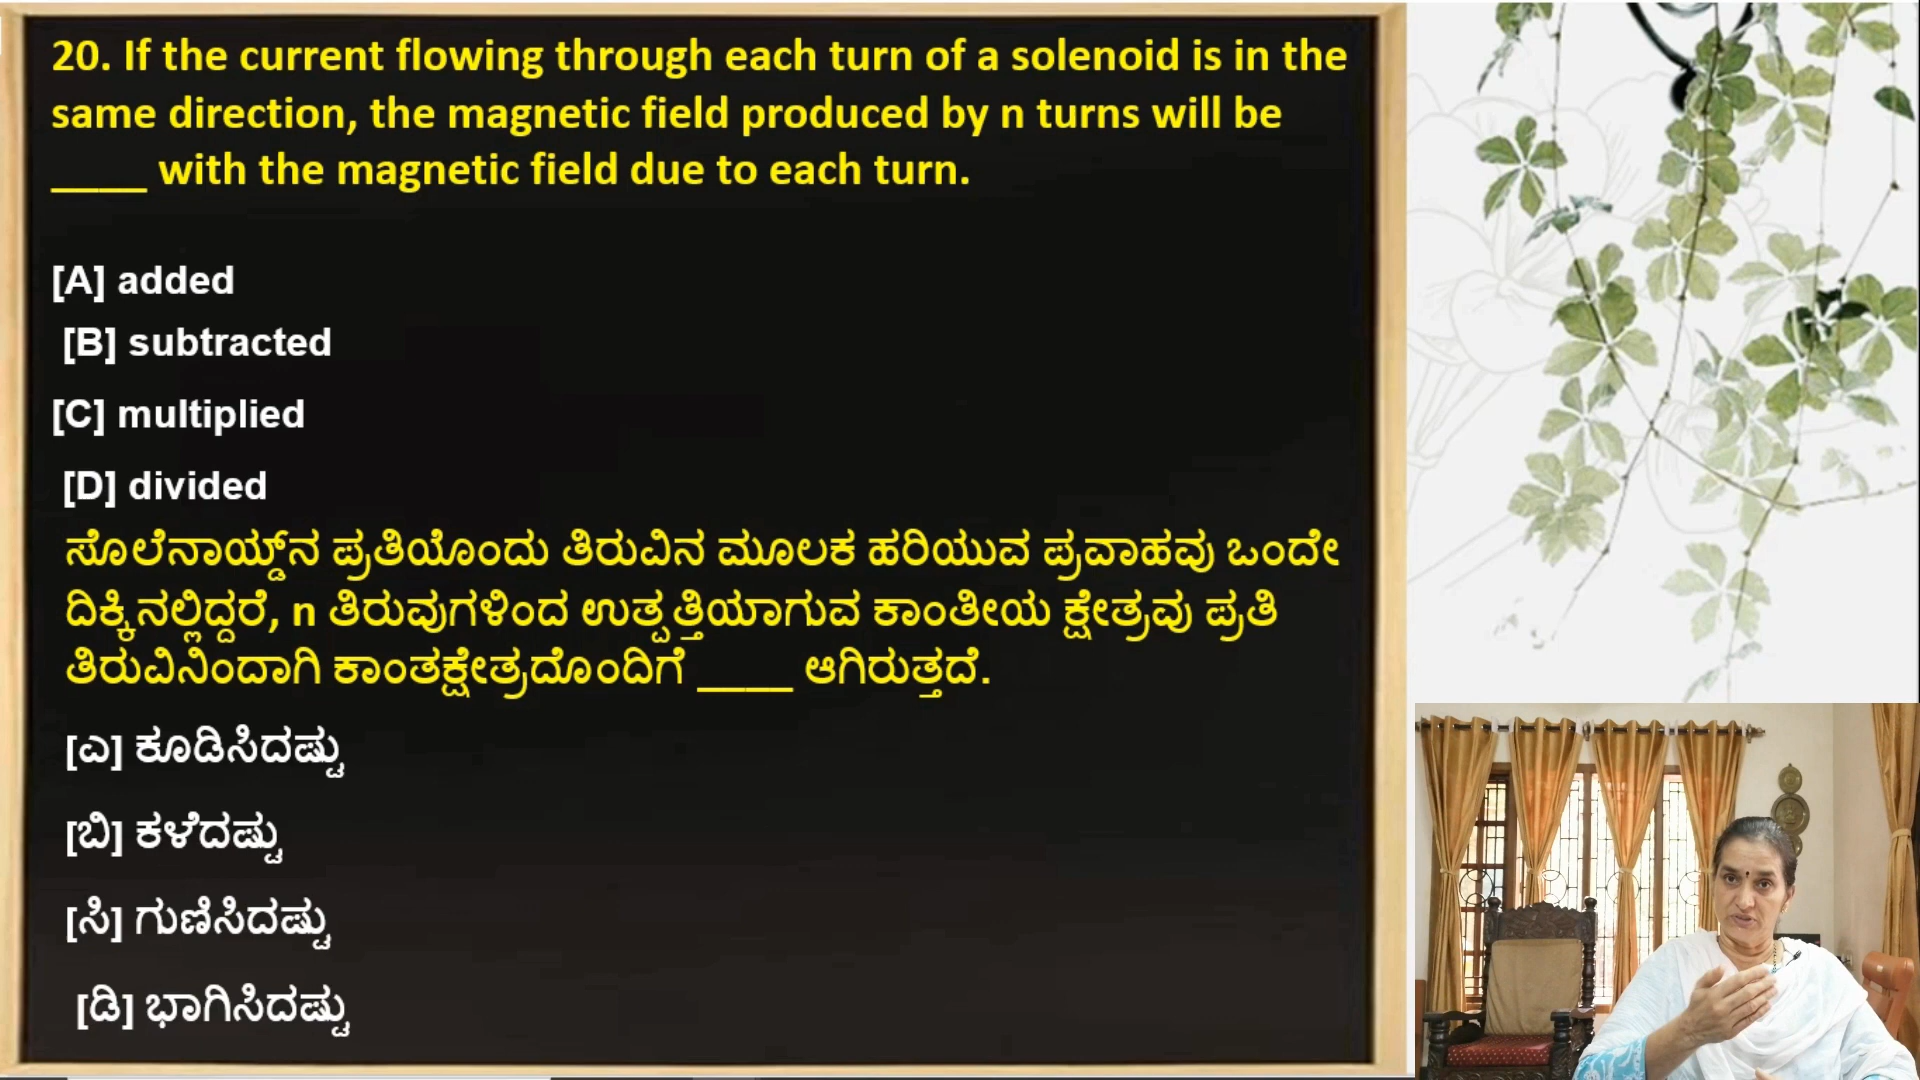 20. If the current flowing through each turn of a solenoid is in the
same direction, the magnetic field produced by n turns will be
____ with the magnetic field due to each turn.
[A] added
[B] subtracted
[C] multiplied
[D] divided
ಸೊಲೆನಾಯ್ಡ್‌ನ ಪ್ರತಿಯೊಂದು ತಿರುವಿನ ಮೂಲಕ ಹರಿಯುವ ಪ್ರವಾಹವು ಒಂದೇ
ದಿಕ್ಕಿನಲ್ಲಿದ್ದರೆ, n ತಿರುವುಗಳಿಂದ ಉತ್ಪತ್ತಿಯಾಗುವ ಕಾಂತೀಯ ಕ್ಷೇತ್ರವು ಪ್ರತಿ
ತಿರುವಿನಿಂದಾಗಿ ಕಾಂತಕ್ಷೇತ್ರದೊಂದಿಗೆ ____ ಆಗಿರುತ್ತದೆ.
[ಎ] ಕೂಡಿಸಿದಷ್ಟು
[ಬಿ] ಕಳೆದಷ್ಟು
[ಸಿ] ಗುಣಿಸಿದಷ್ಟು
[ಡಿ] ಭಾಗಿಸಿದಷ್ಟು